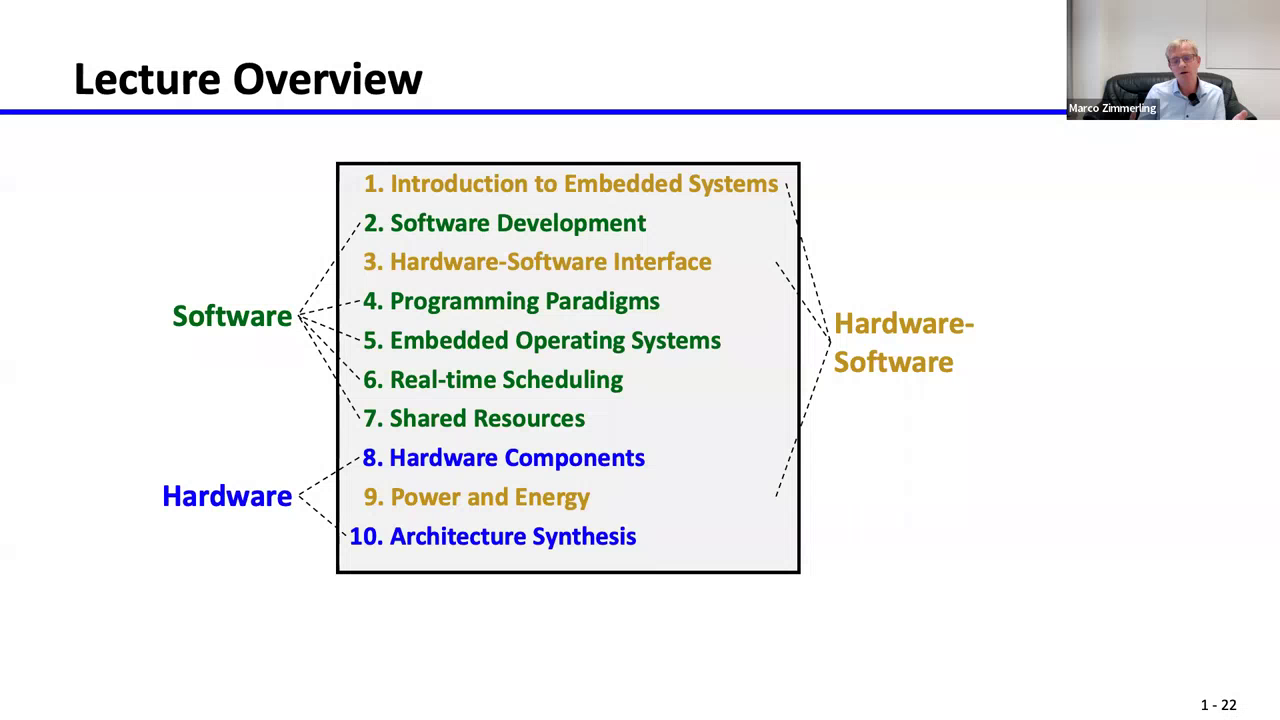 Lecture Overview
Marco Zimmerling
1. Introduction to Embedded Systems
2. Software Development
3. Hardware-Software Interface
4. Programming Paradigms
5. Embedded Operating Systems
6. Real-time Scheduling
7. Shared Resources
8. Hardware Components
9. Power and Energy
10. Architecture Synthesis
Software
Hardware
Hardware-
Software
1 - 22